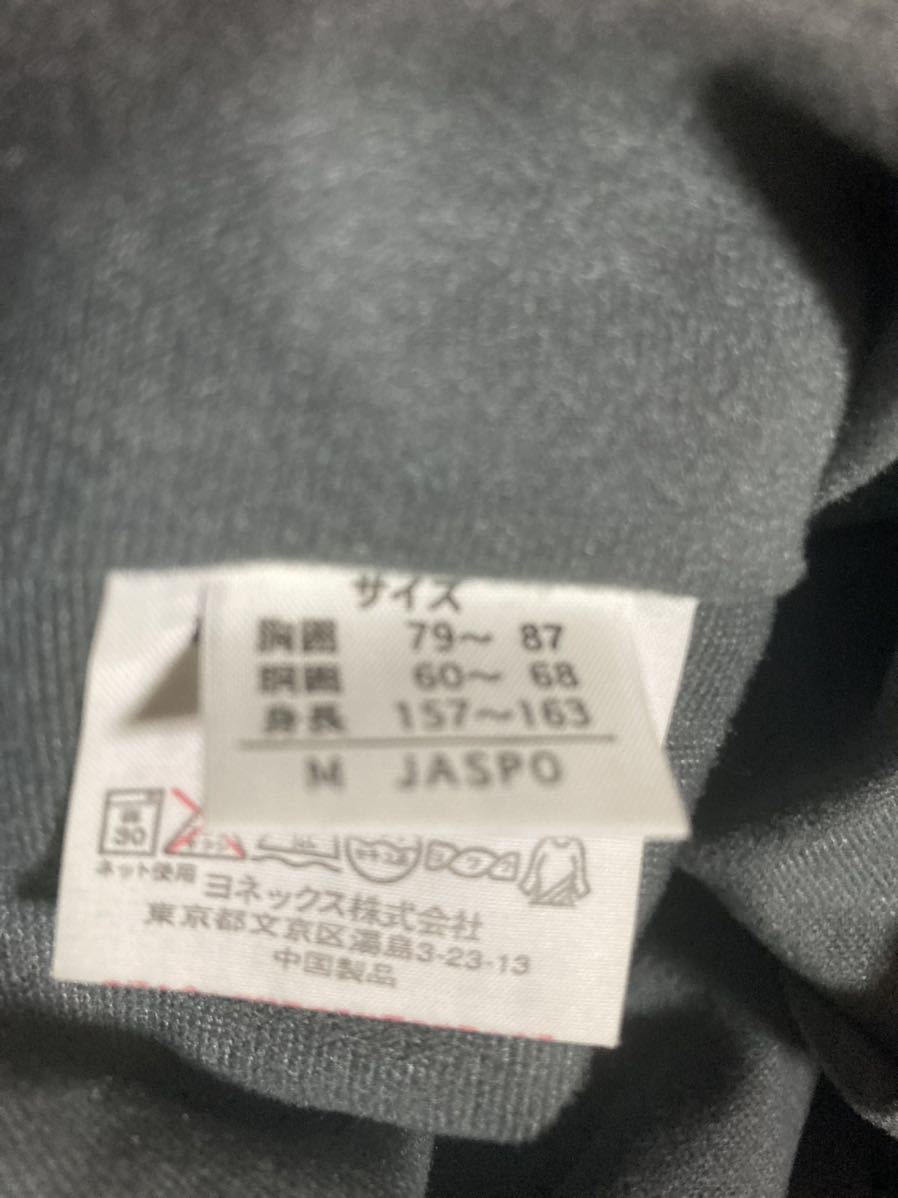 サイズ
胸囲 79～ 87
胴囲 60～ 68
身長 157～163
M JASPO
30
ネット使用
ヨネックス株式会社
東京都文京区湯島3-23-13
中国製品